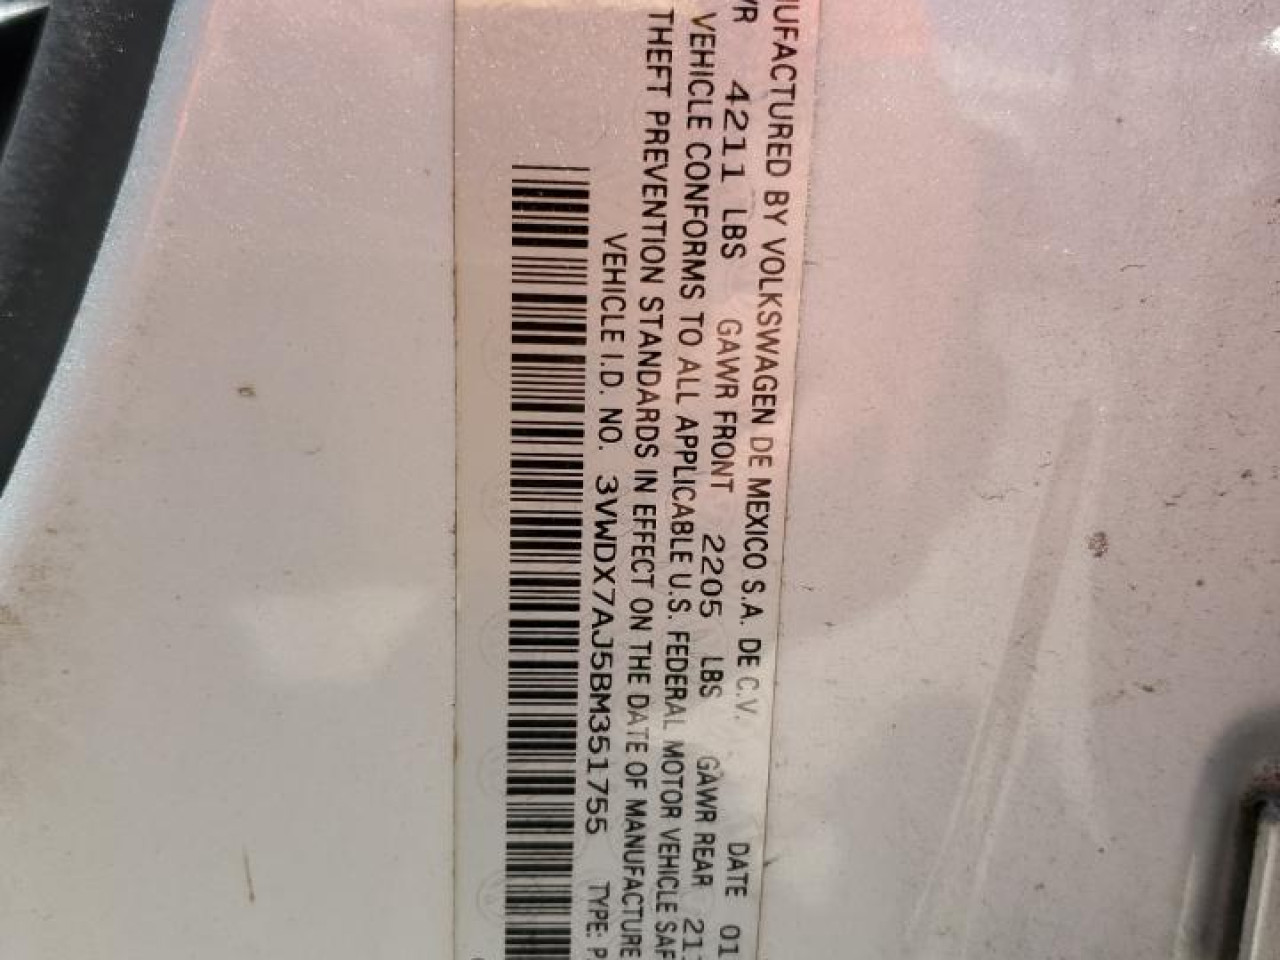 UFACTURED BY VOLKSWAGEN DE MEXICO S.A. DE C.V. DATE 01
VR 4211 LBS GAWR FRONT 2205 LBS GAWR REAR 21
VEHICLE CONFORMS TO ALL APPLICABLE U.S. FEDERAL MOTOR VEHICLE SAF
THEFT PREVENTION STANDARDS IN EFFECT ON THE DATE OF MANUFACTURE
VEHICLE I.D. NO. 3VWDX7AJ5BM351755 TYPE: P